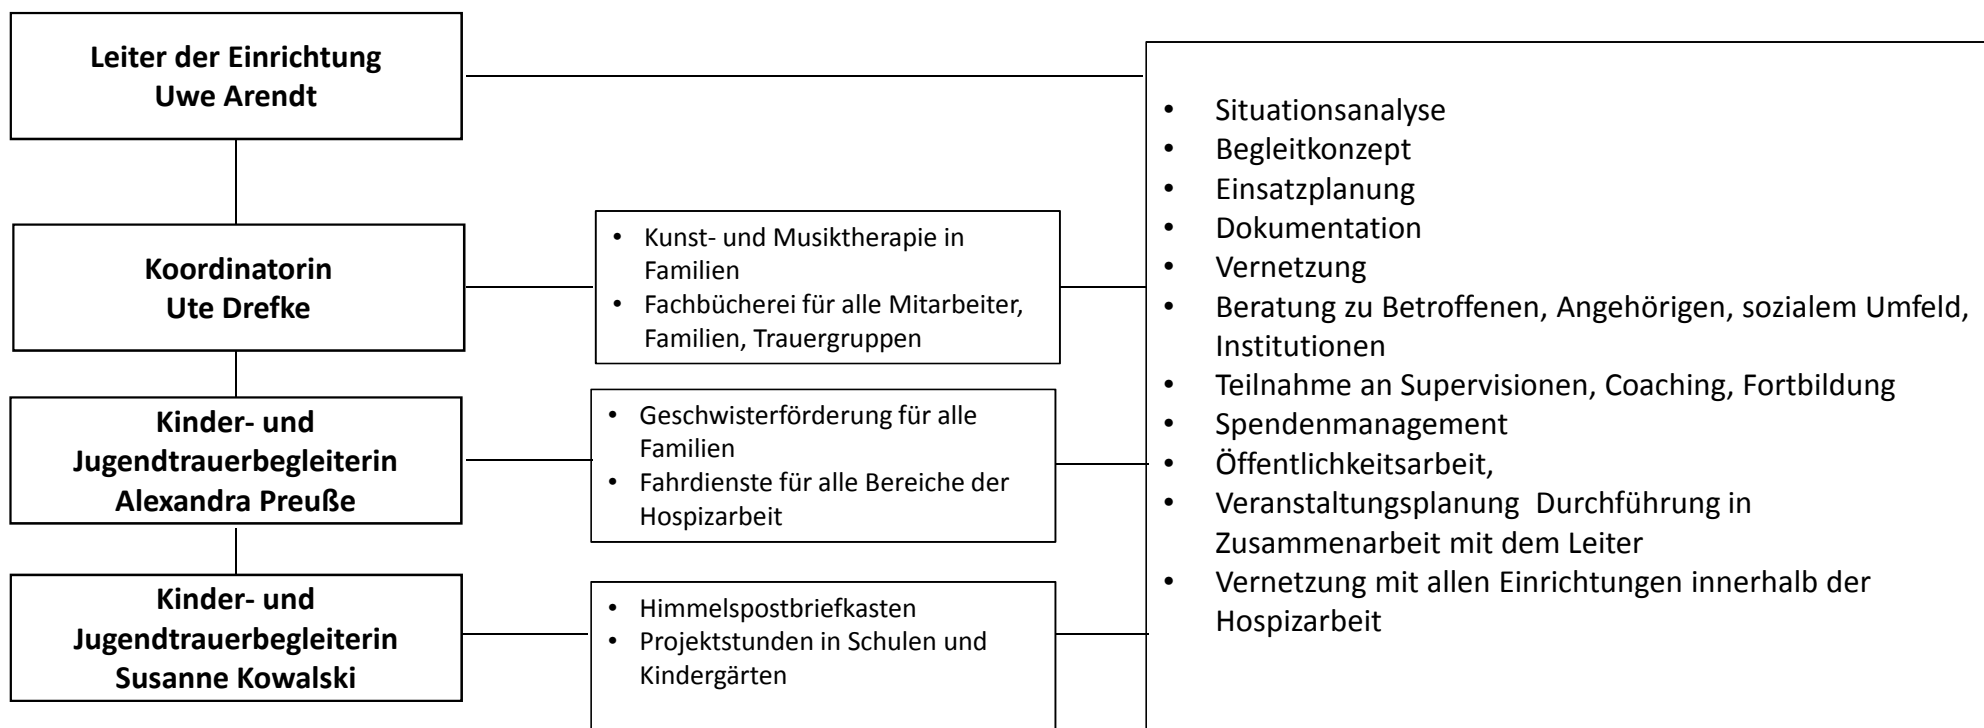 Leiter der Einrichtung
Uwe Arendt
Koordinatorin
Ute Drefke
• Kunst- und Musiktherapie in
Familien
• Fachbücherei für alle Mitarbeiter,
Familien, Trauergruppen
Kinder- und
Jugendtrauerbegleiterin
Alexandra Preuße
• Geschwisterförderung für alle
Familien
• Fahrdienste für alle Bereiche der
Hospizarbeit
Kinder- und
Jugendtrauerbegleiterin
Susanne Kowalski
• Himmelspostbriefkasten
• Projektstunden in Schulen und
Kindergärten
• Situationsanalyse
• Begleitkonzept
• Einsatzplanung
• Dokumentation
• Vernetzung
• Beratung zu Betroffenen, Angehörigen, sozialem Umfeld,
Institutionen
• Teilnahme an Supervisionen, Coaching, Fortbildung
• Spendenmanagement
• Öffentlichkeitsarbeit,
• Veranstaltungsplanung  Durchführung in
Zusammenarbeit mit dem Leiter
• Vernetzung mit allen Einrichtungen innerhalb der
Hospizarbeit